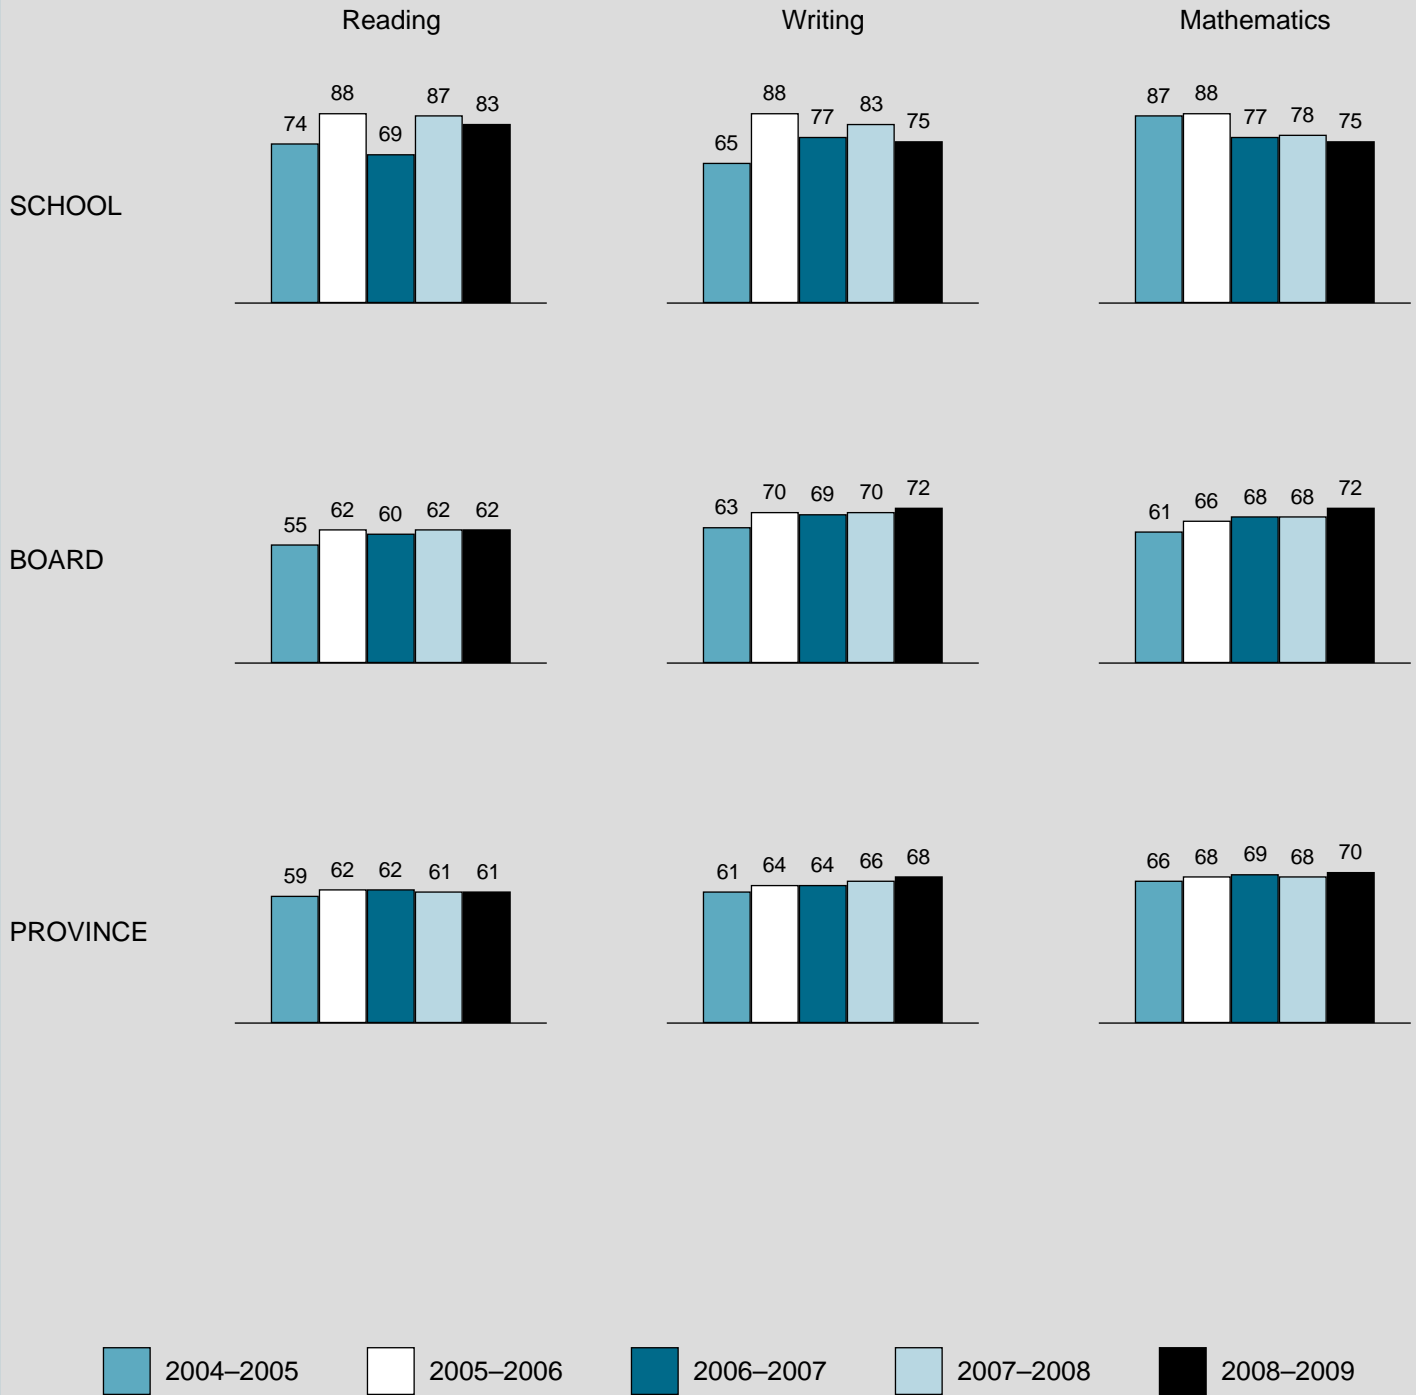 Reading Writing Mathematics
SCHOOL
74 88 69 87 83
65 88 77 83 75
87 88 77 78 75
BOARD
55 62 60 62 62
63 70 69 70 72
61 66 68 68 72
PROVINCE
59 62 62 61 61
61 64 64 66 68
66 68 69 68 70
2004–2005 2005–2006 2006–2007 2007–2008 2008–2009